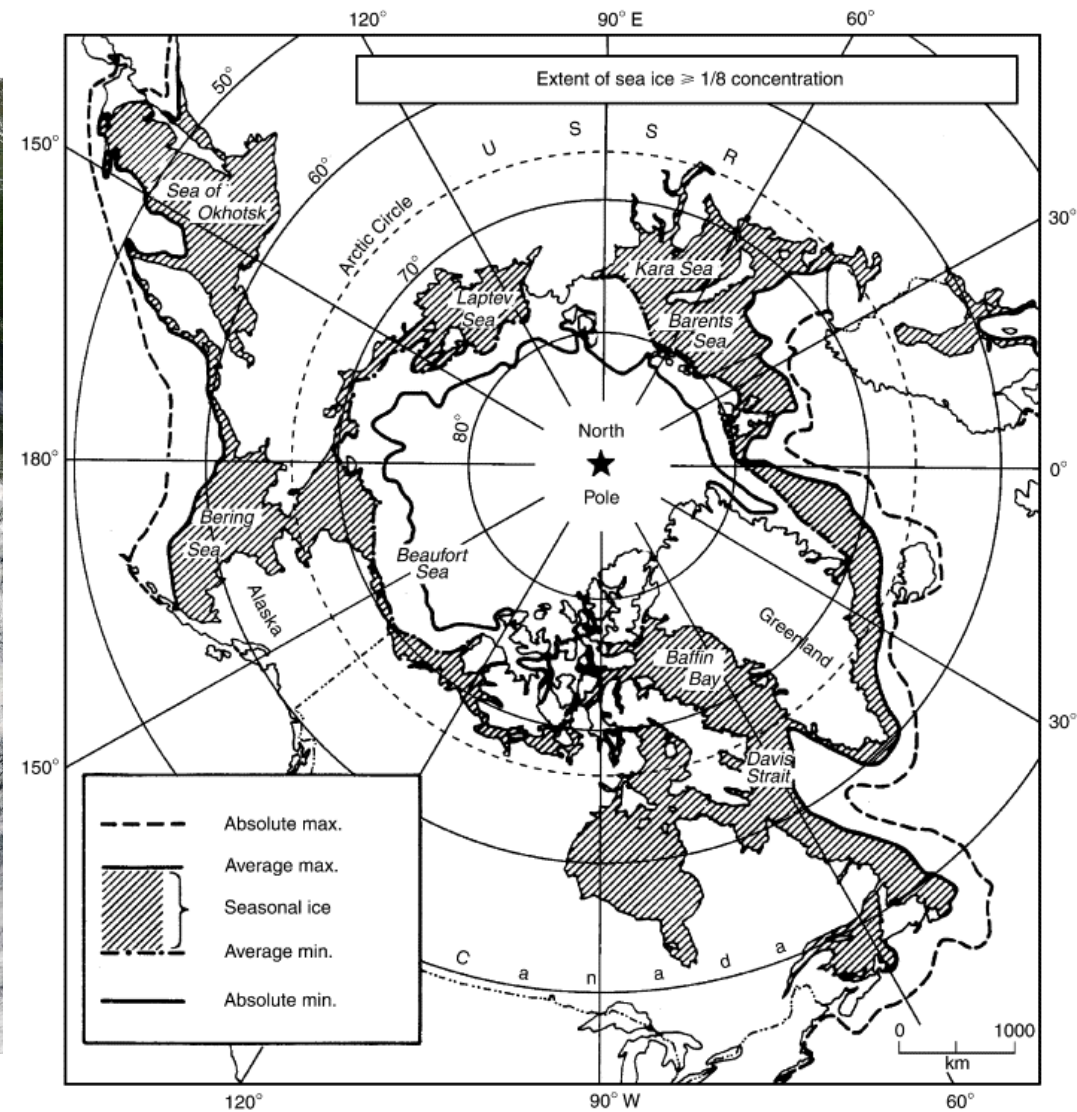 120°
90° E
60°
Extent of sea ice ⩾ 1/8 concentration
50°
150°
60°
U S S R
Sea of
Okhotsk
Arctic Circle
30°
70°
Kara Sea
Laptev
Sea
Barents
Sea
80°
North
Pole
180°
0°
Bering
Sea
Beaufort
Sea
Alaska
Greenland
Baffin
Bay
30°
150°
Davis
Strait
Absolute max.
Average max.
Seasonal ice
Average min.
Absolute min.
Canada
0 1000
km
120°
90° W
60°